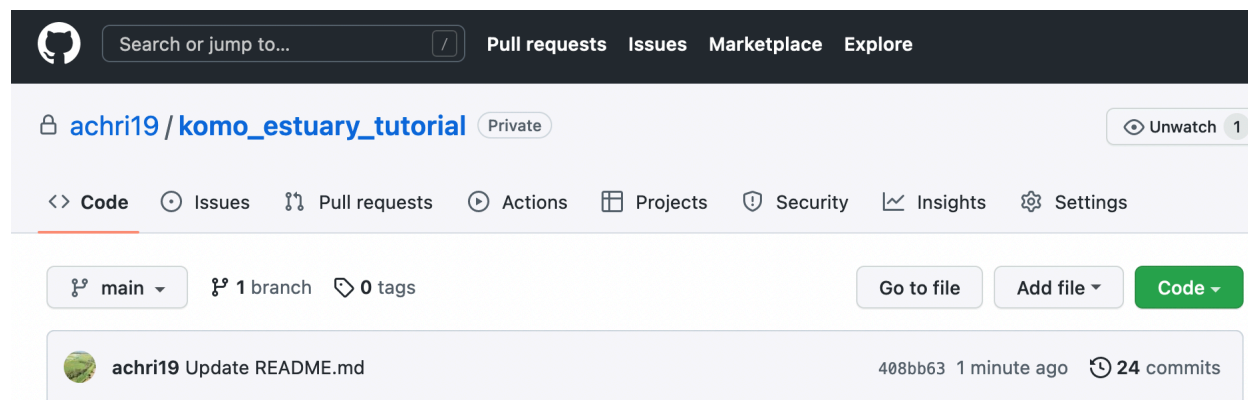 Search or jump to... / Pull requests Issues Marketplace Explore
achri19 / komo_estuary_tutorial Private Unwatch 1
<> Code Issues Pull requests Actions Projects Security Insights Settings
main 1 branch 0 tags Go to file Add file Code
achri19 Update README.md 408bb63 1 minute ago 24 commits